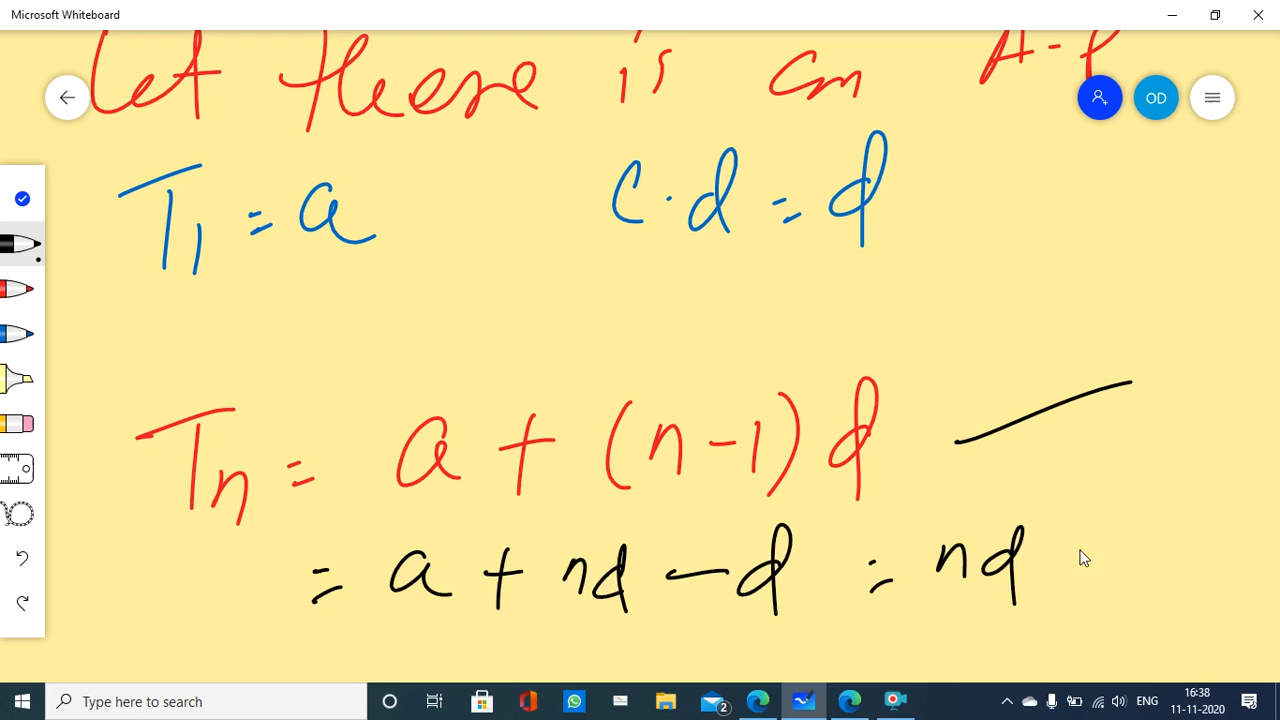 Microsoft Whiteboard
Let there is an A-P
OD
T1 = a C.d = d
Tn = a + (n-1)d
= a + nd - d = nd
Type here to search
2
ENG
16:38
11-11-2020